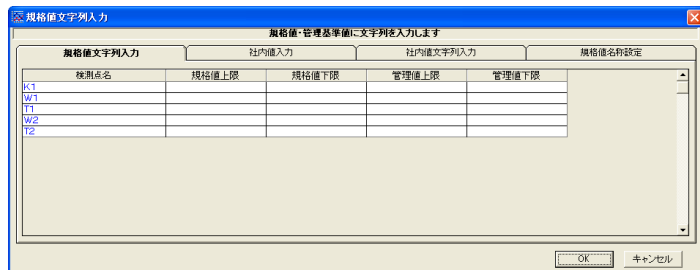 規格値文字列入力
規格値・管理基準値に文字列を入力します
規格値文字列入力 社内値入力 社内値文字列入力 規格値名称設定
検測点名 規格値上限 規格値下限 管理値上限 管理値下限
K1
W1
T1
W2
T2
OK キャンセル